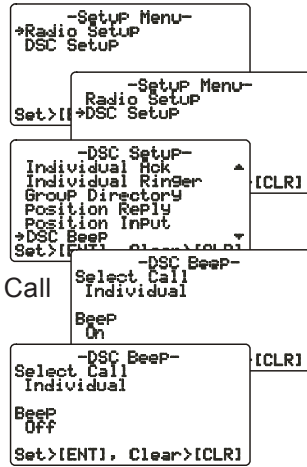 -Setup Menu-
→Radio Setup
DSC Setup
-Setup Menu-
Radio Setup
Set>[
→DSC Setup
-DSC Setup-
Individual Ack ▲
Individual Ringer
[CLR]
Group Directory
Position Reply
Position Input
→DSC Beep ▼
Set>[ENT], Clear>[CLR]
-DSC Beep-
Call
Select Call
Individual
Beep
On
[CLR]
-DSC Beep-
Select Call
Individual
Beep
Off
Set>[ENT], Clear>[CLR]